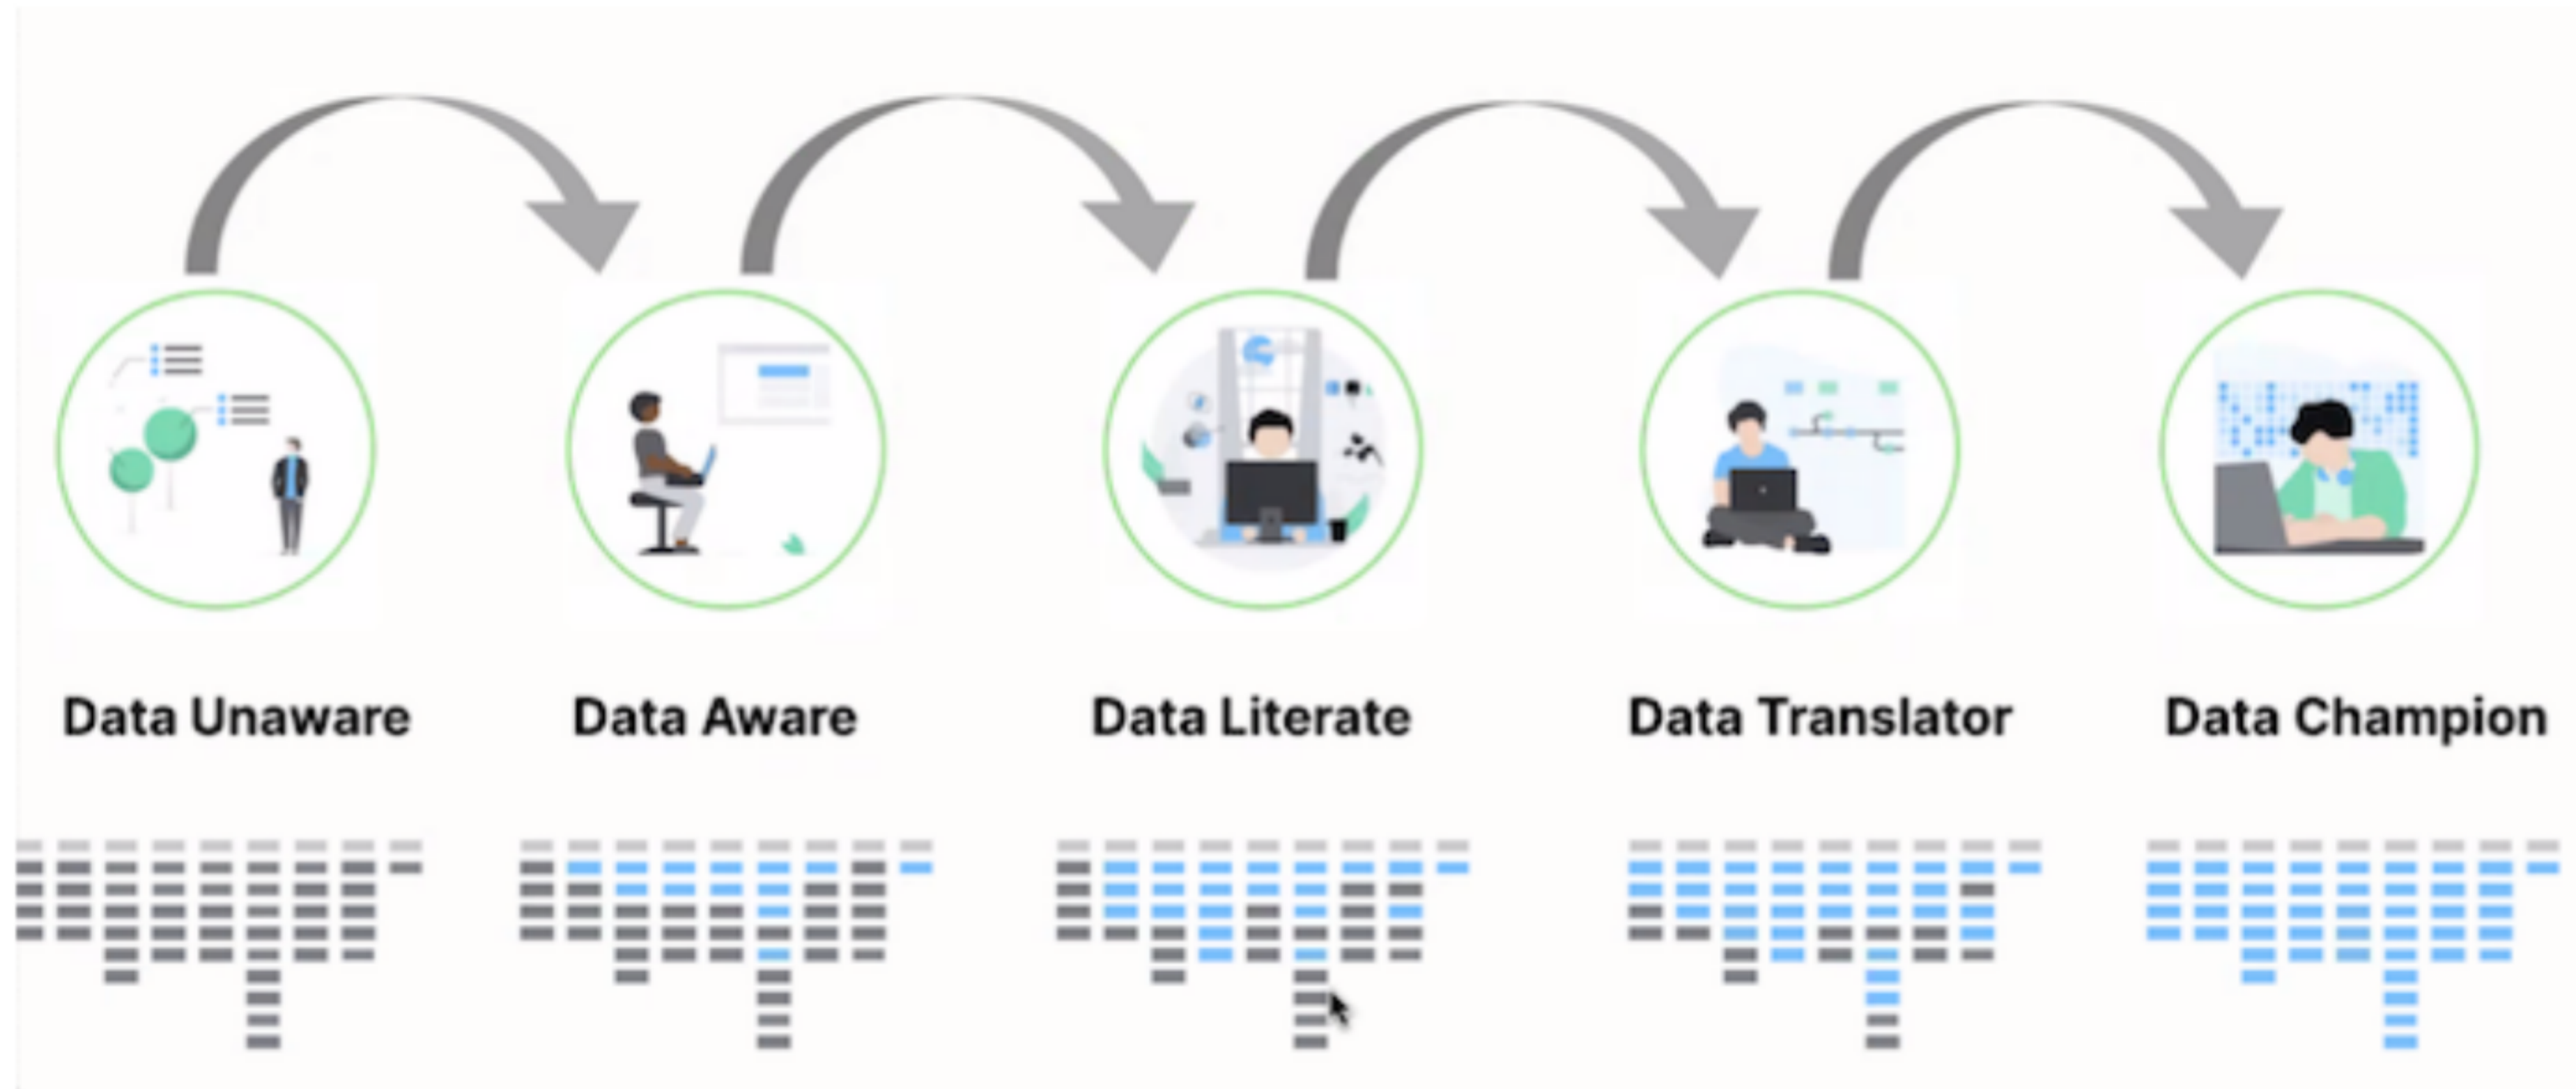 Data Unaware
Data Aware
Data Literate
Data Translator
Data Champion